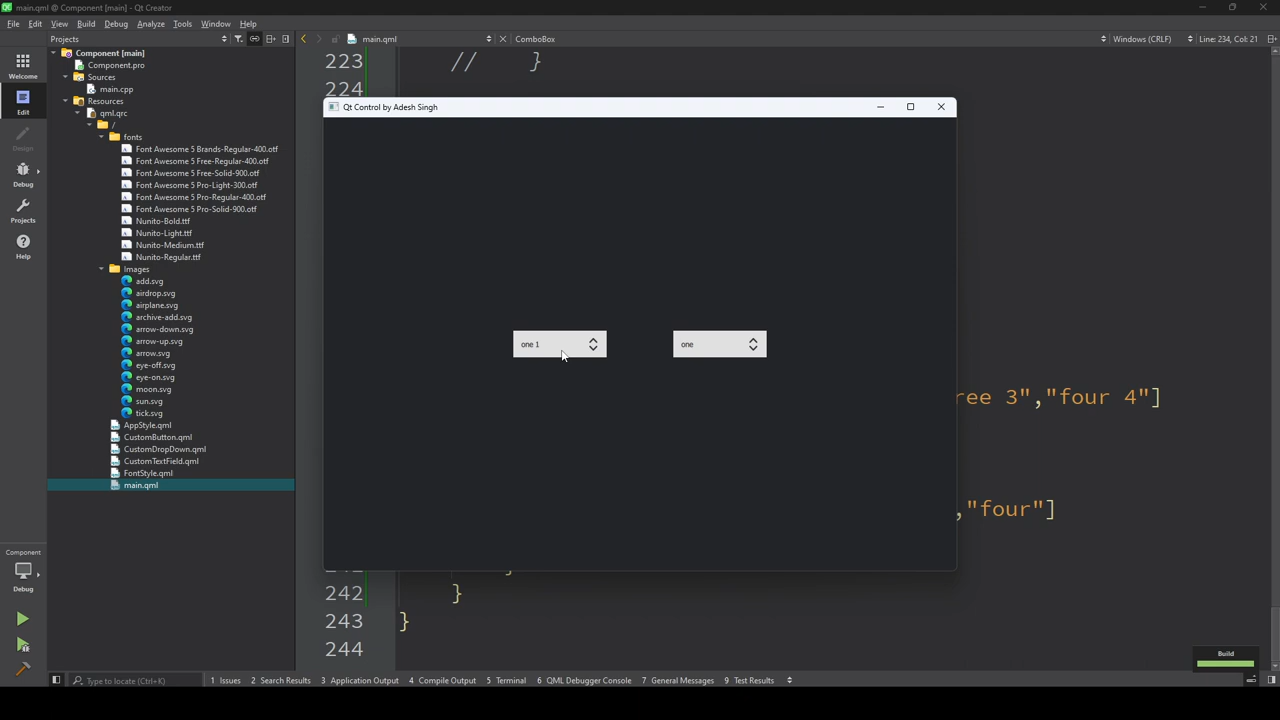 main.qml @ Component [main] - Qt Creator
File Edit View Build Debug Analyze Tools Window Help
Projects
main.qml
ComboBox
Windows (CRLF)
Line: 234, Col: 21
Welcome
Edit
Design
Debug
Projects
Help
Component [main]
Component.pro
Sources
main.cpp
Resources
qml.qrc
/
fonts
Font Awesome 5 Brands-Regular-400.otf
Font Awesome 5 Free-Regular-400.otf
Font Awesome 5 Free-Solid-900.otf
Font Awesome 5 Pro-Light-300.otf
Font Awesome 5 Pro-Regular-400.otf
Font Awesome 5 Pro-Solid-900.otf
Nunito-Bold.ttf
Nunito-Light.ttf
Nunito-Medium.ttf
Nunito-Regular.ttf
Images
add.svg
airdrop.svg
airplane.svg
archive-add.svg
arrow-down.svg
arrow-up.svg
arrow.svg
eye-off.svg
eye-on.svg
moon.svg
sun.svg
tick.svg
AppStyle.qml
CustomButton.qml
CustomDropDown.qml
CustomTextField.qml
FontStyle.qml
main.qml
223 // }
224
Qt Control by Adesh Singh
one 1
one
ree 3","four 4"]
,"four"]
242 }
243 }
244
Component
Debug
Build
Type to locate (Ctrl+K)
1 Issues 2 Search Results 3 Application Output 4 Compile Output 5 Terminal 6 QML Debugger Console 7 General Messages 9 Test Results